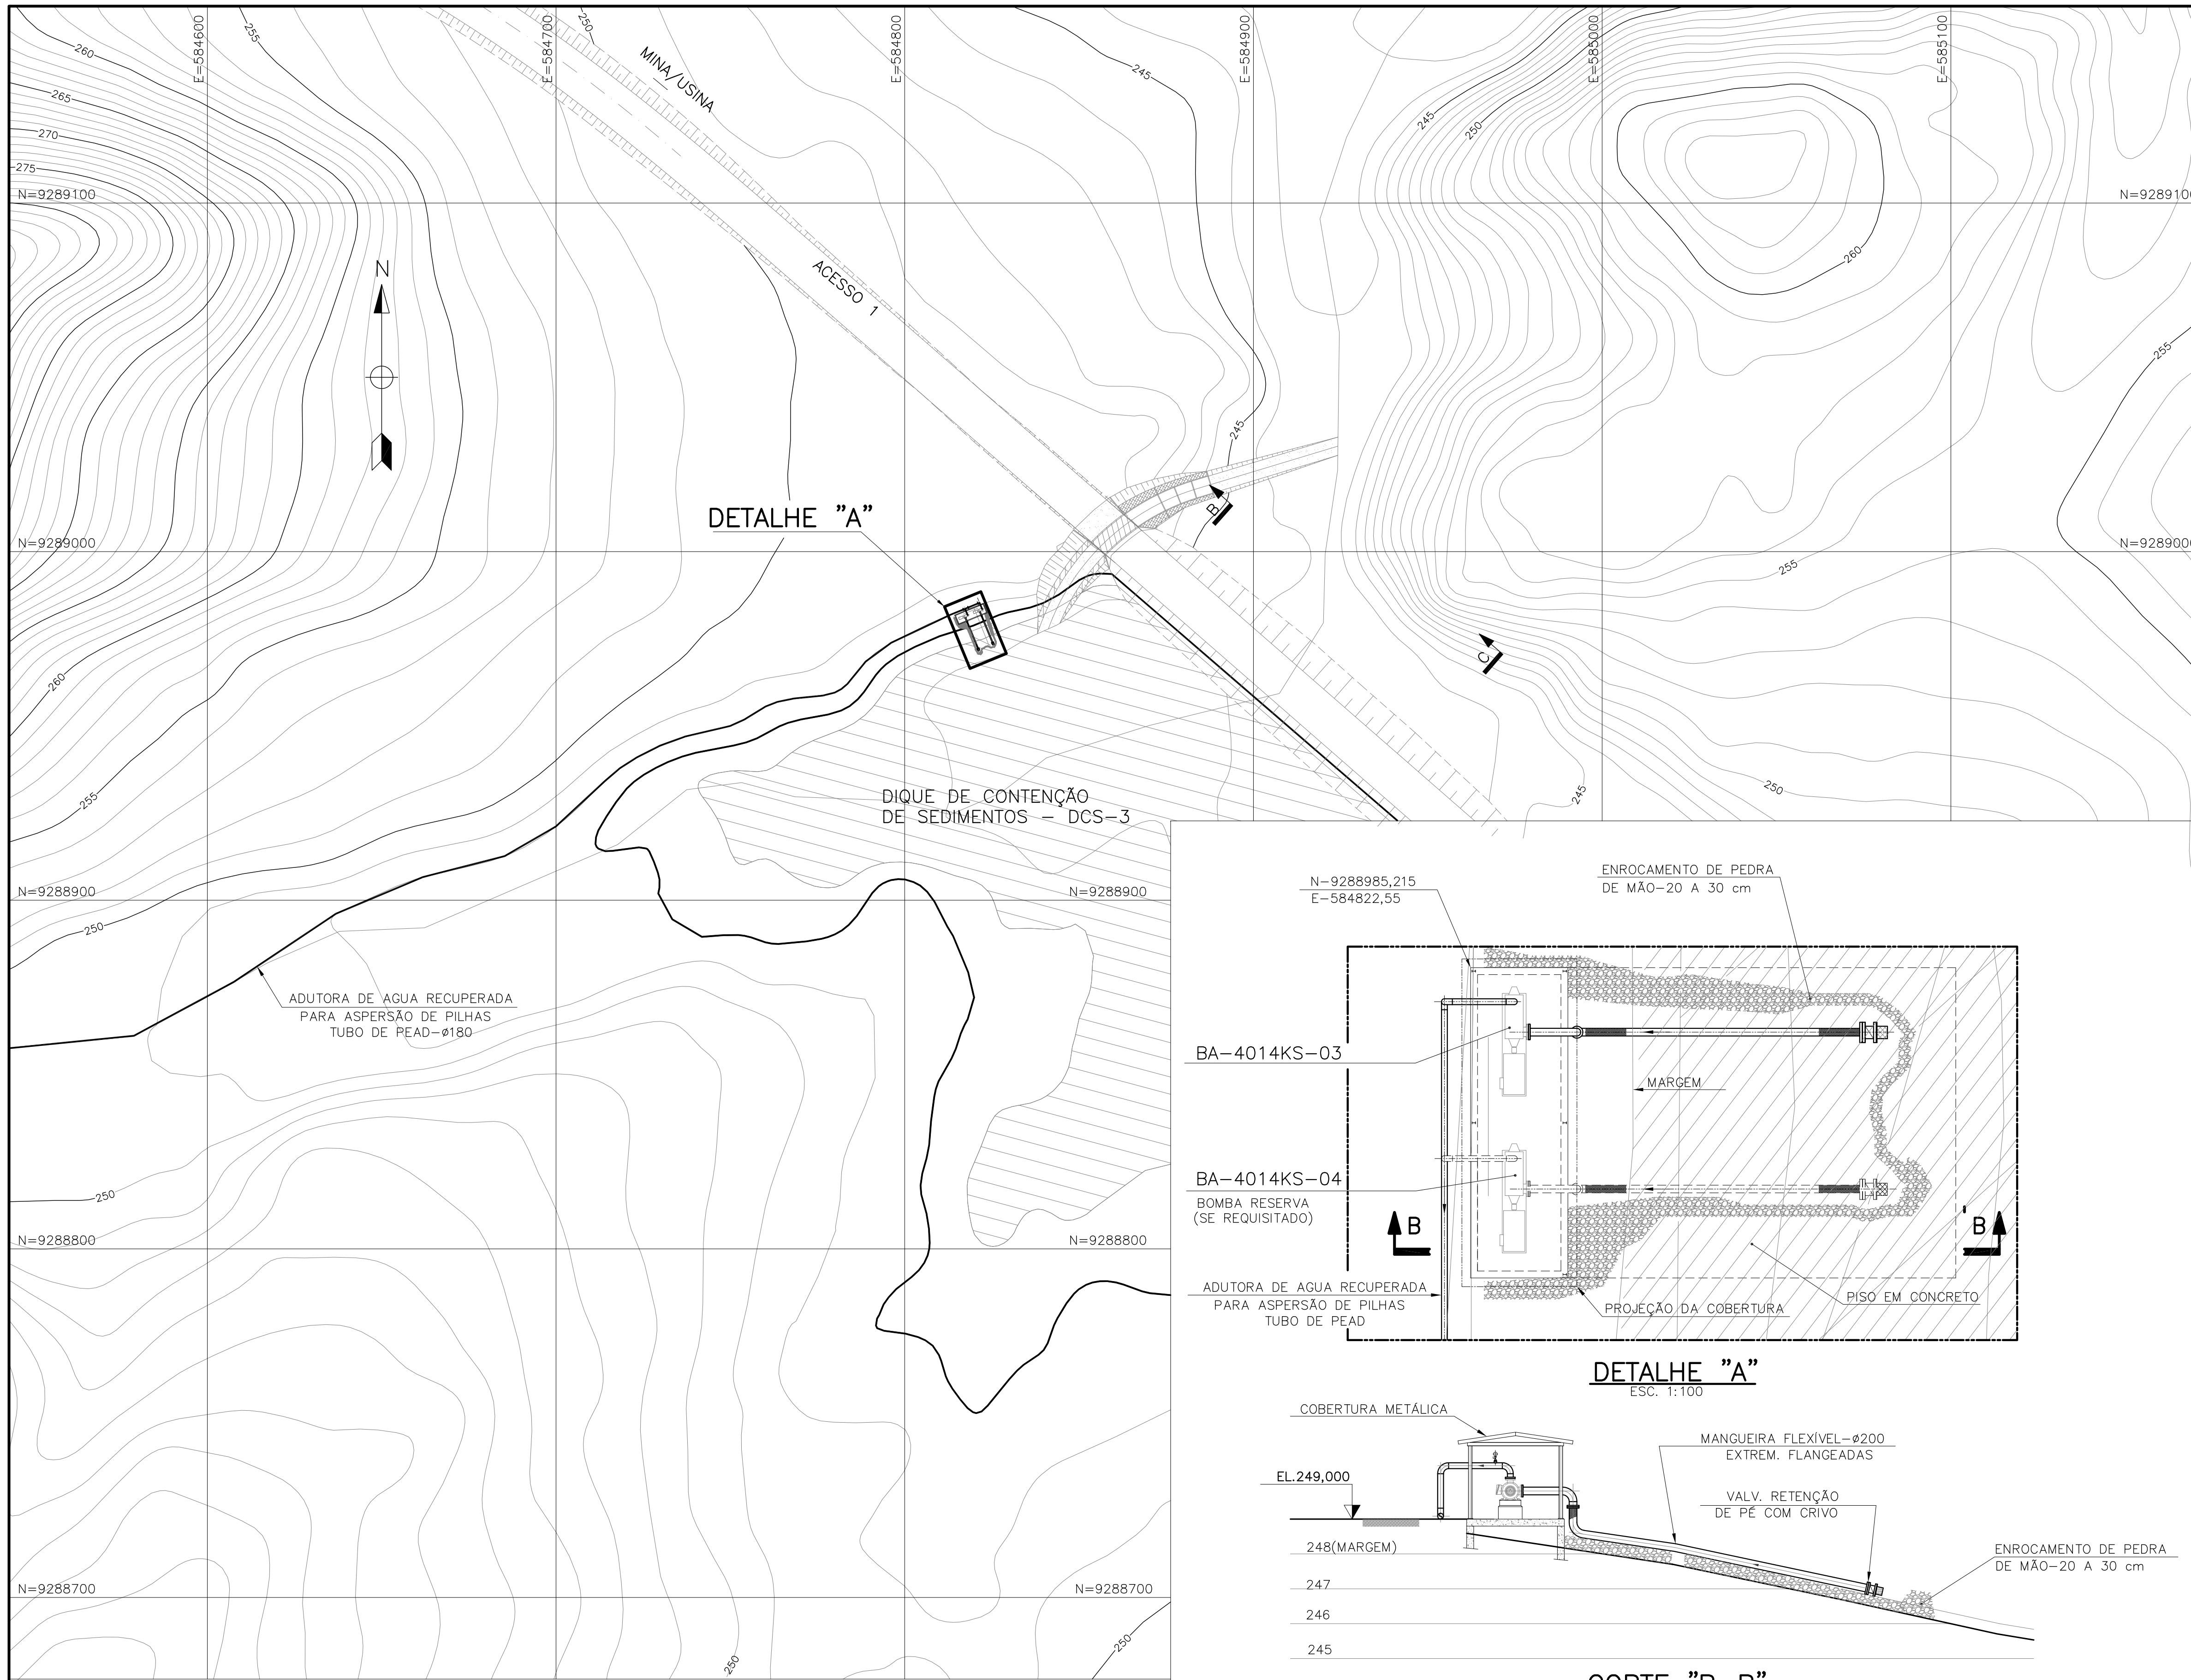 E=584600
E=584700
E=584800
E=584900
E=585000
E=585100
260
255
250
245
265
270
275
245
250
MINA/USINA
N=9289100
N=9289100
ACESSO 1
N
260
255
245
B
DETALHE "A"
N=9289000
N=9289000
255
C
260
255
250
245
250
DIQUE DE CONTENÇÃO
DE SEDIMENTOS - DCS-3
N=9288900
N=9288900
250
ADUTORA DE AGUA RECUPERADA
PARA ASPERSÃO DE PILHAS
TUBO DE PEAD-ø180
250
N=9288800
N=9288800
N=9288700
N=9288700
250
250
N-9288985,215
E-584822,55
ENROCAMENTO DE PEDRA
DE MÃO-20 A 30 cm
BA-4014KS-03
MARGEM
BA-4014KS-04
BOMBA RESERVA
(SE REQUISITADO)
B
B
ADUTORA DE AGUA RECUPERADA
PARA ASPERSÃO DE PILHAS
TUBO DE PEAD
PROJEÇÃO DA COBERTURA
PISO EM CONCRETO
DETALHE "A"
ESC. 1:100
COBERTURA METÁLICA
MANGUEIRA FLEXÍVEL-ø200
EXTREM. FLANGEADAS
EL.249,000
VALV. RETENÇÃO
DE PÉ COM CRIVO
248(MARGEM)
ENROCAMENTO DE PEDRA
DE MÃO-20 A 30 cm
247
246
245
CORTE "B-B"